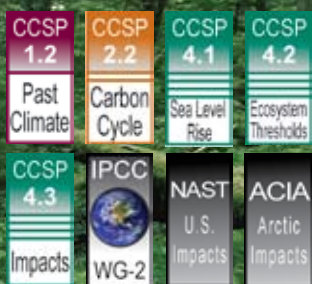 CCSP
1.2
Past
Climate
CCSP
2.2
Carbon
Cycle
CCSP
4.1
Sea Level
Rise
CCSP
4.2
Ecosystem
Thresholds
CCSP
4.3
Impacts
IPCC
WG-2
NAST
U.S.
Impacts
ACIA
Arctic
Impacts